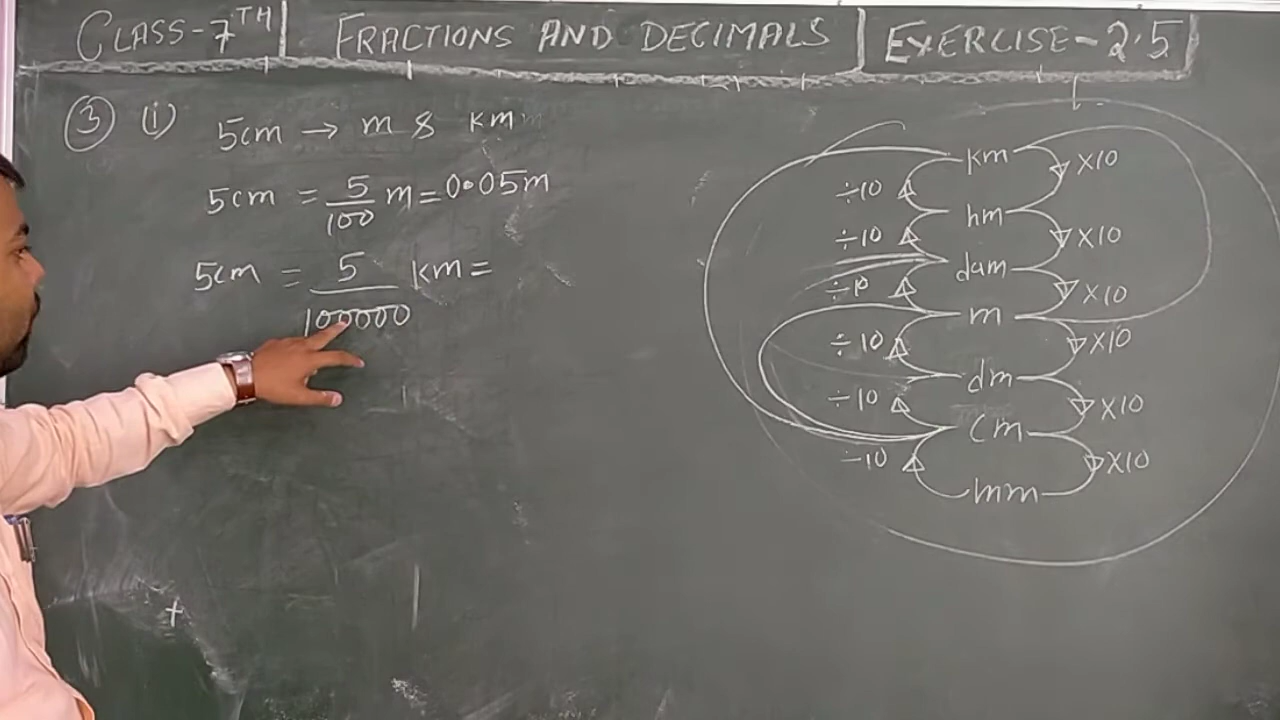 CLASS-7TH FRACTIONS AND DECIMALS EXERCISE-2.5
③ (i) 5cm → m & km
5cm = 5/100 m = 0.05m
5cm = 5/100000 km =
km
÷10 ×10
hm
÷10 ×10
dam
÷10 ×10
m
÷10 ×10
dm
÷10 ×10
cm
÷10 ×10
mm